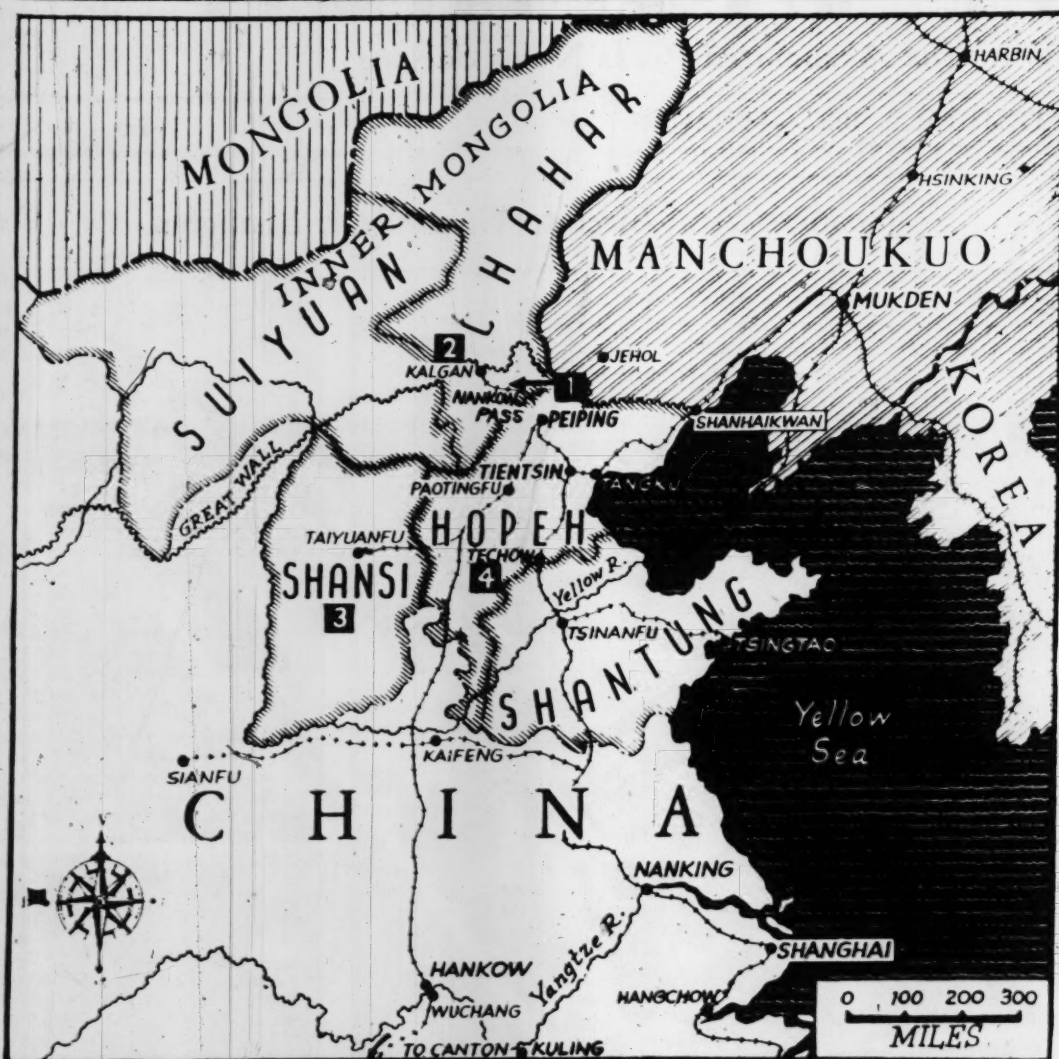 HARBIN
MONGOLIA
INNER MONGOLIA
CHAHAR
HSINKING
MANCHOUKUO
MUKDEN
SUIYUAN
2
KALGAN
JEHOL
1
NANKOW
PASS
PEIPING
SHANHAIKWAN
KOREA
GREAT WALL
TIENTSIN
PAOTINGFU
HOPEH
TAIYUANFU
TECHOW
SHANSI
4
3
Yellow R.
TSINANFU
TSINGTAO
SHANTUNG
Yellow
Sea
KAIFENG
SIANFU
CHINA
NANKING
SHANGHAI
Yangtze R.
HANKOW
WUCHANG
HANGCHOW
0 100 200 300
MILES
TO CANTON
KULING